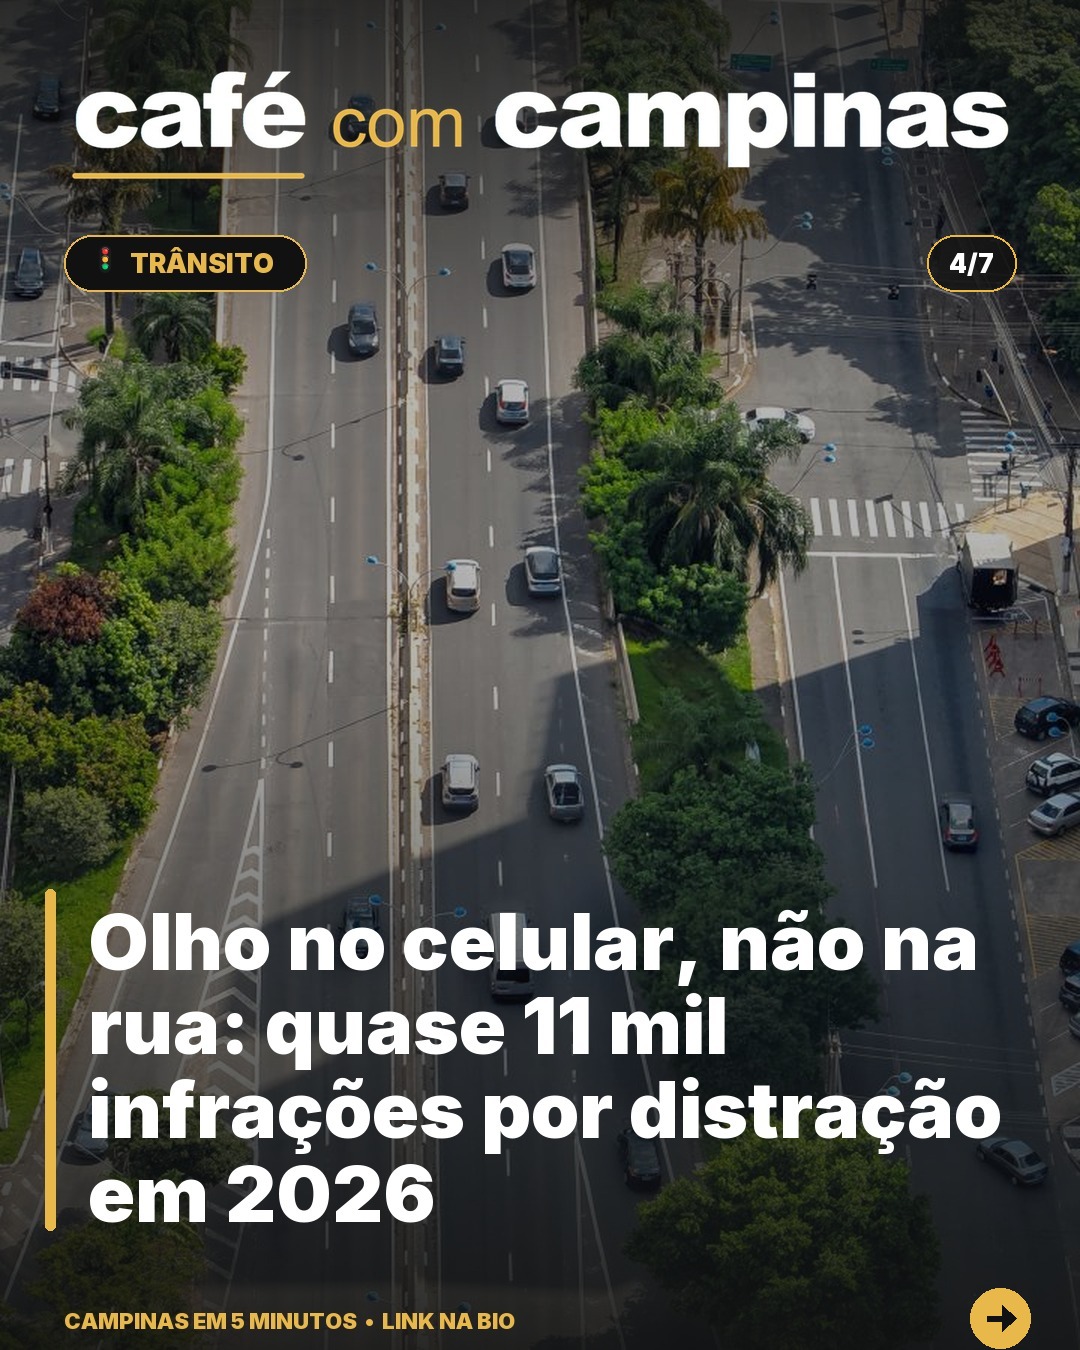 café com campinas
TRÂNSITO
4/7
Olho no celular, não na
rua: quase 11 mil
infrações por distração
em 2026
CAMPINAS EM 5 MINUTOS • LINK NA BIO